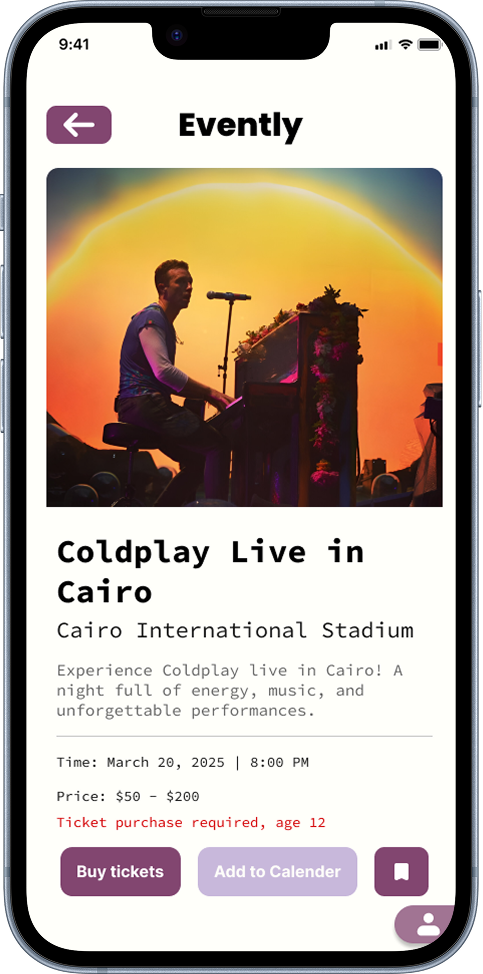 9:41
Evently
Coldplay Live in
Cairo
Cairo International Stadium
Experience Coldplay live in Cairo! A
night full of energy, music, and
unforgettable performances.
Time: March 20, 2025 | 8:00 PM
Price: $50 - $200
Ticket purchase required, age 12
Buy tickets
Add to Calender